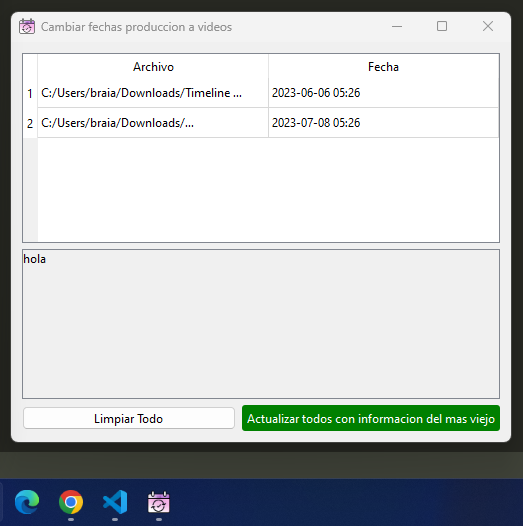 Cambiar fechas produccion a videos
Archivo Fecha
1 C:/Users/braia/Downloads/Timeline ... 2023-06-06 05:26
2 C:/Users/braia/Downloads/... 2023-07-08 05:26
hola
Limpiar Todo Actualizar todos con informacion del mas viejo